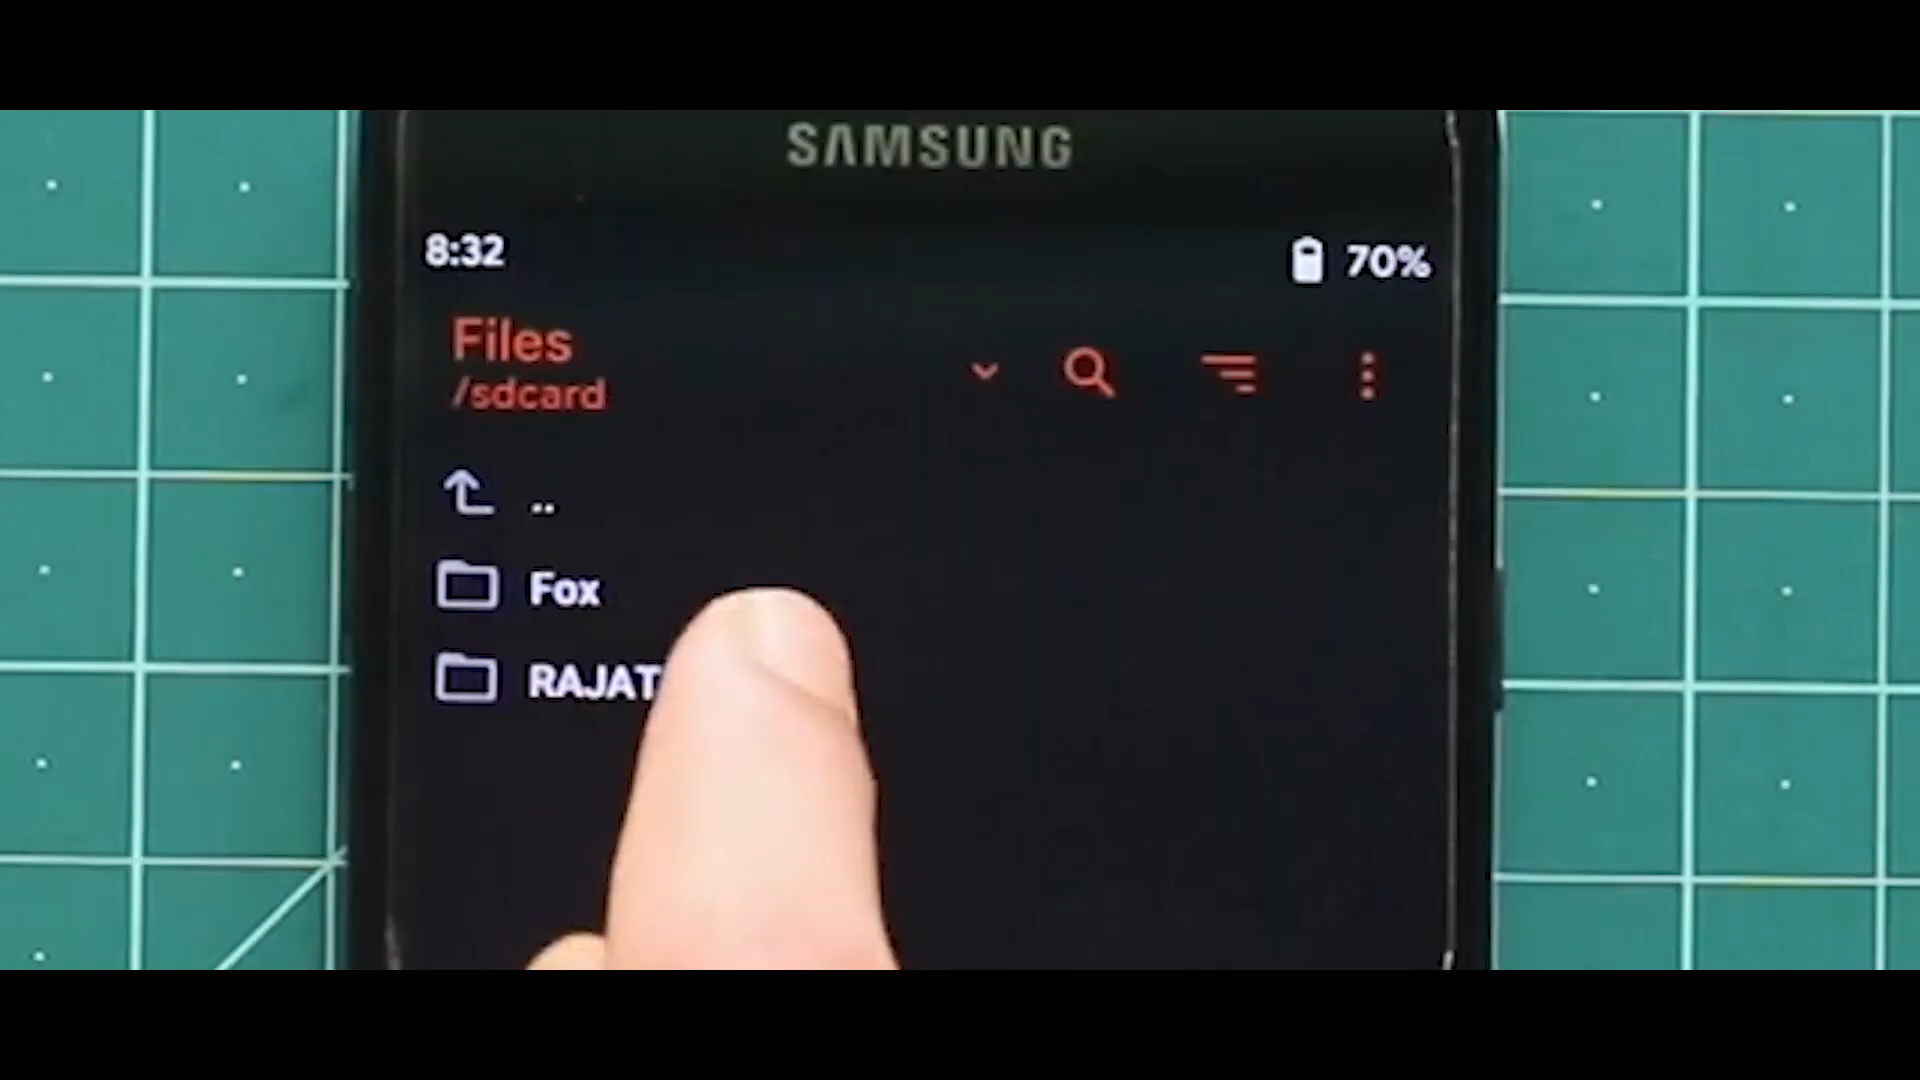 SAMSUNG
8:32 70%
Files
/sdcard
..
Fox
RAJAT